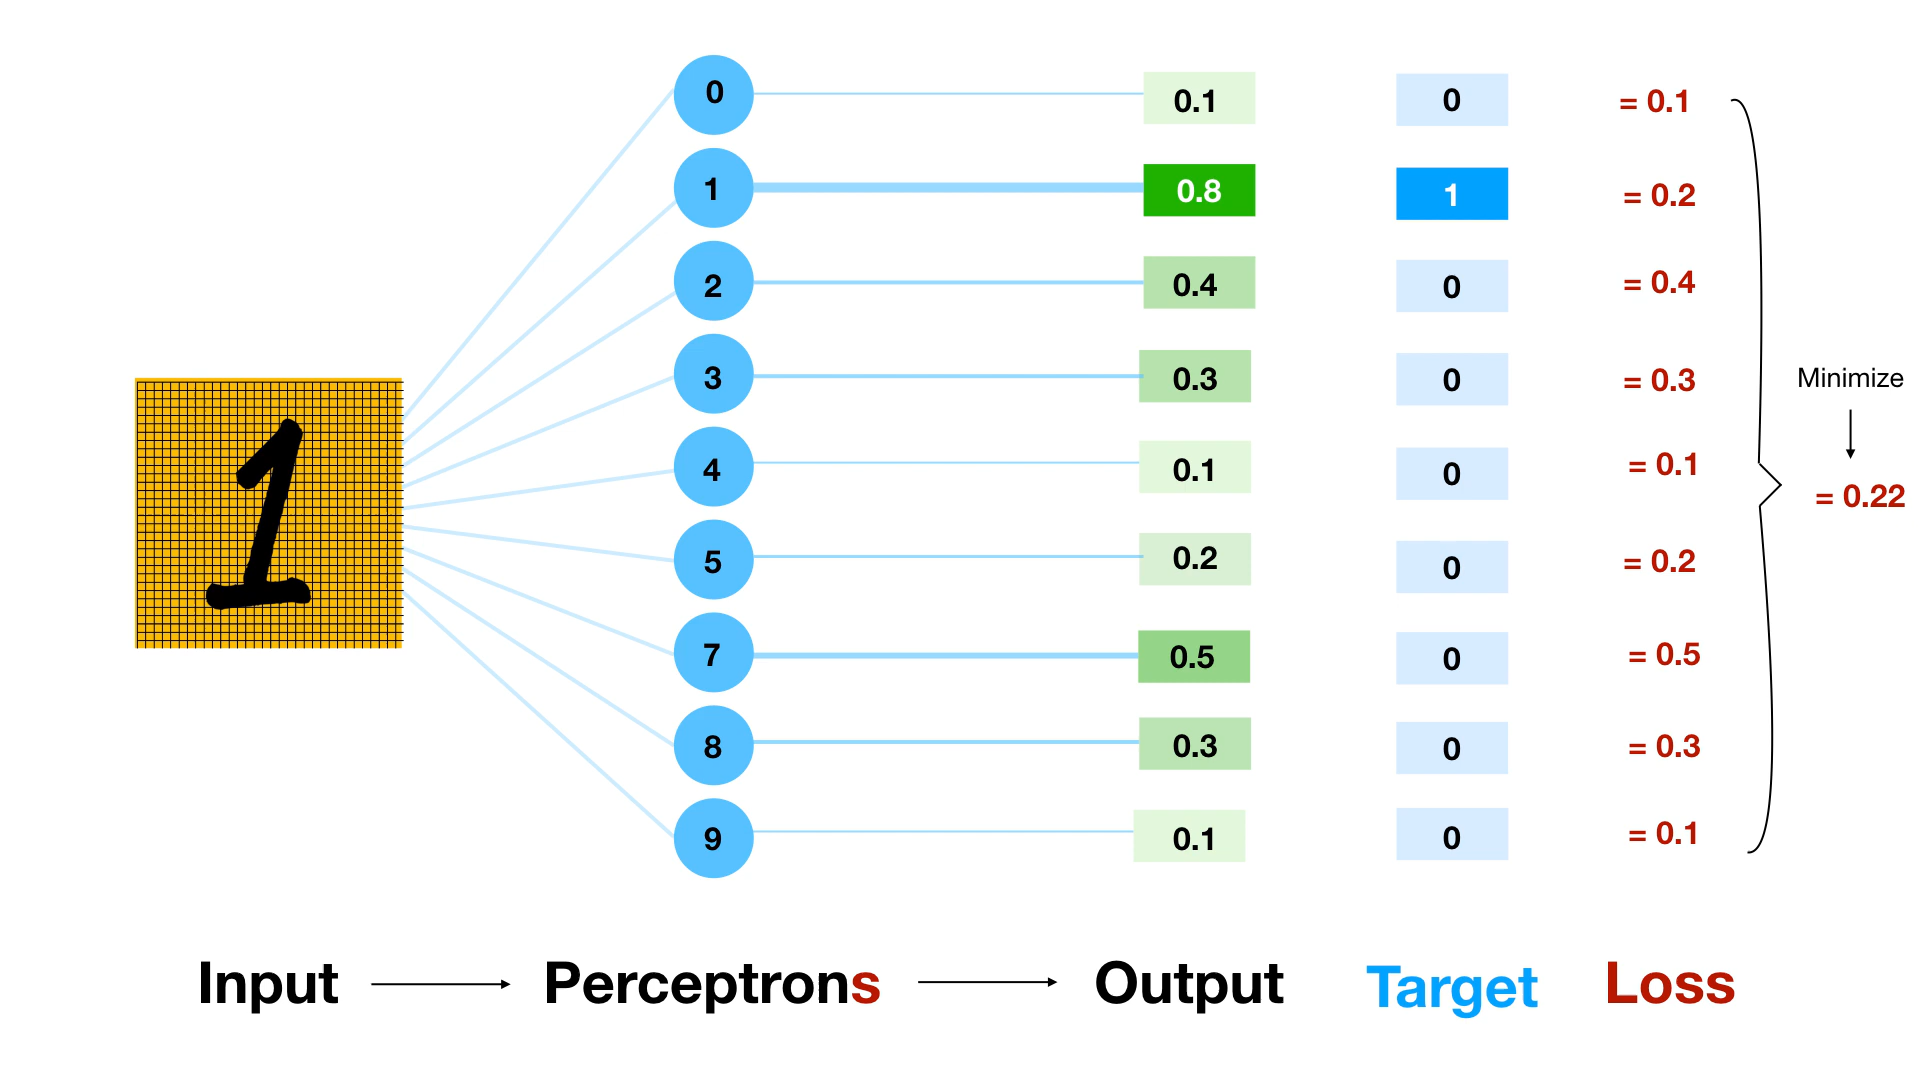 0 0.1 0 = 0.1
1 0.8 1 = 0.2
2 0.4 0 = 0.4
3 0.3 0 = 0.3
Minimize
4 0.1 0 = 0.1
= 0.22
1
5 0.2 0 = 0.2
7 0.5 0 = 0.5
8 0.3 0 = 0.3
9 0.1 0 = 0.1
Input Perceptrons Output Target Loss